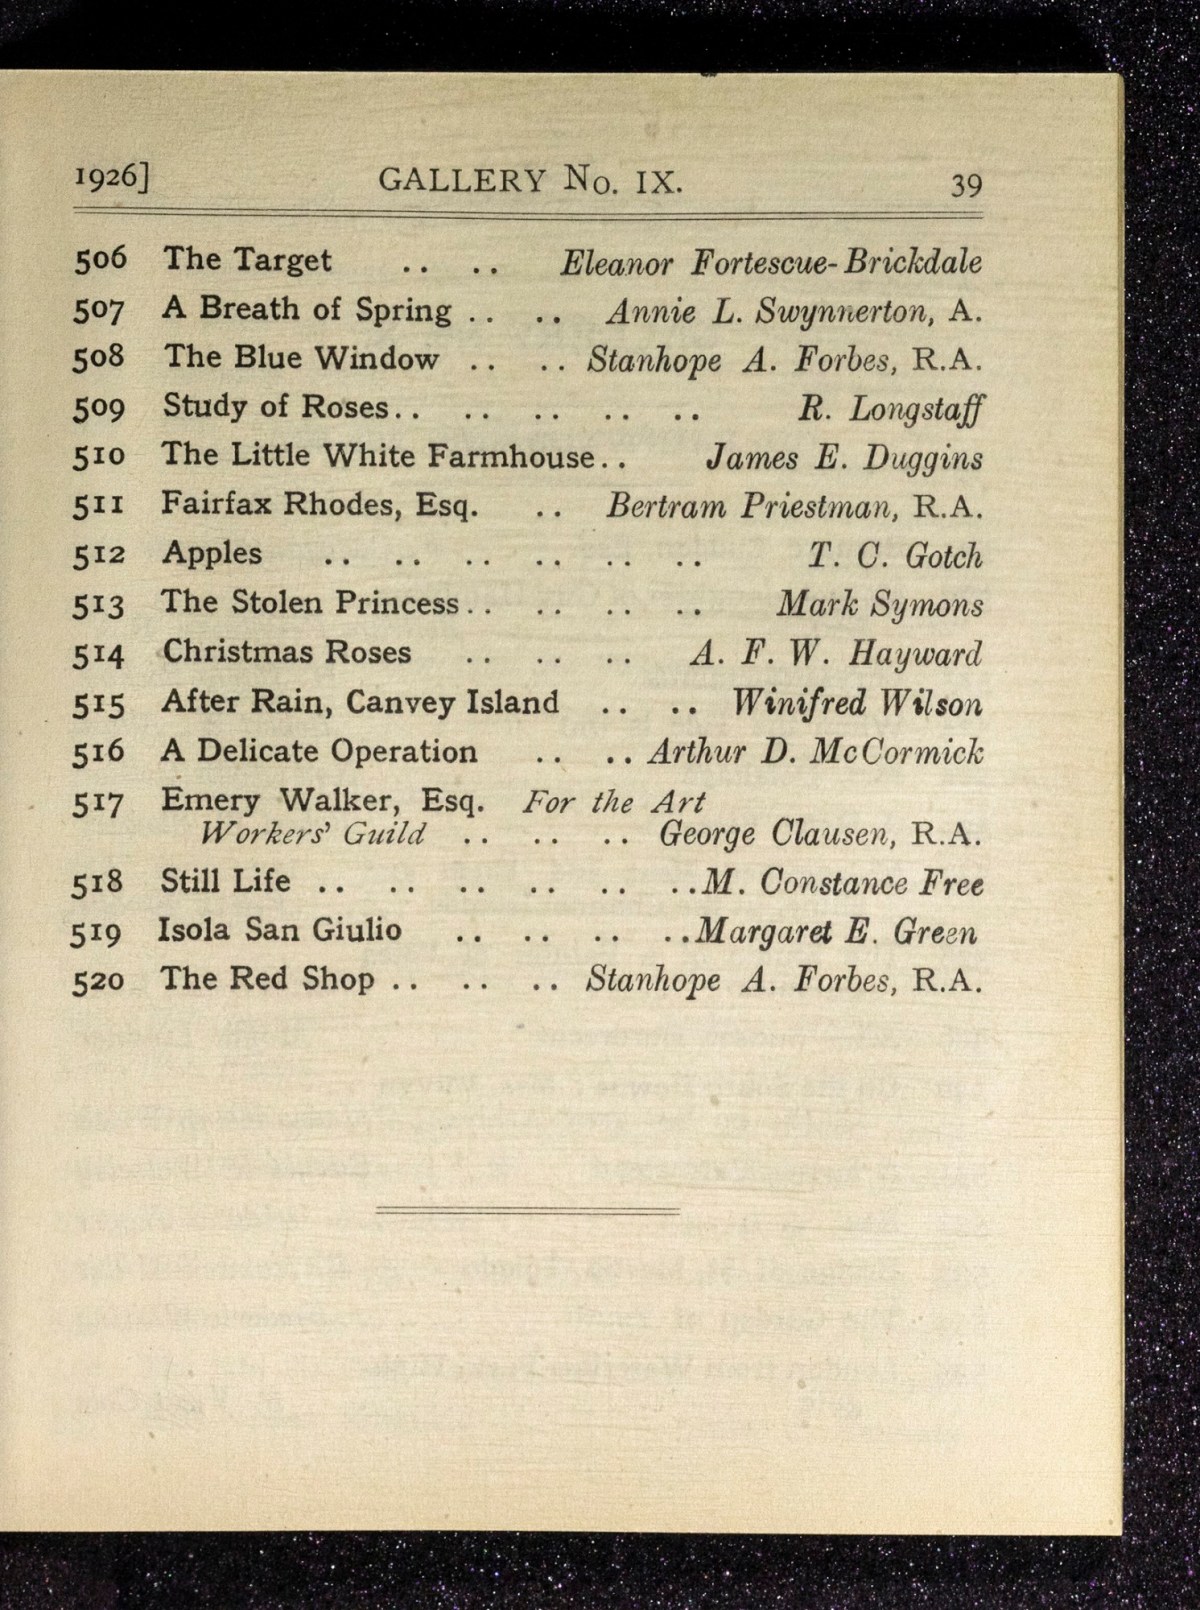 1926] GALLERY No. IX. 39
506 The Target .. .. Eleanor Fortescue-Brickdale
507 A Breath of Spring .. .. Annie L. Swynnerton, A.
508 The Blue Window .. .. Stanhope A. Forbes, R.A.
509 Study of Roses.. .. .. .. .. R. Longstaff
510 The Little White Farmhouse.. James E. Duggins
511 Fairfax Rhodes, Esq. .. Bertram Priestman, R.A.
512 Apples .. .. .. .. .. .. T. C. Gotch
513 The Stolen Princess.. .. .. .. Mark Symons
514 Christmas Roses .. .. .. A. F. W. Hayward
515 After Rain, Canvey Island .. .. Winifred Wilson
516 A Delicate Operation .. .. Arthur D. McCormick
517 Emery Walker, Esq. For the Art
Workers' Guild .. .. .. George Clausen, R.A.
518 Still Life .. .. .. .. .. ..M. Constance Free
519 Isola San Giulio .. .. .. ..Margaret E. Green
520 The Red Shop .. .. .. Stanhope A. Forbes, R.A.